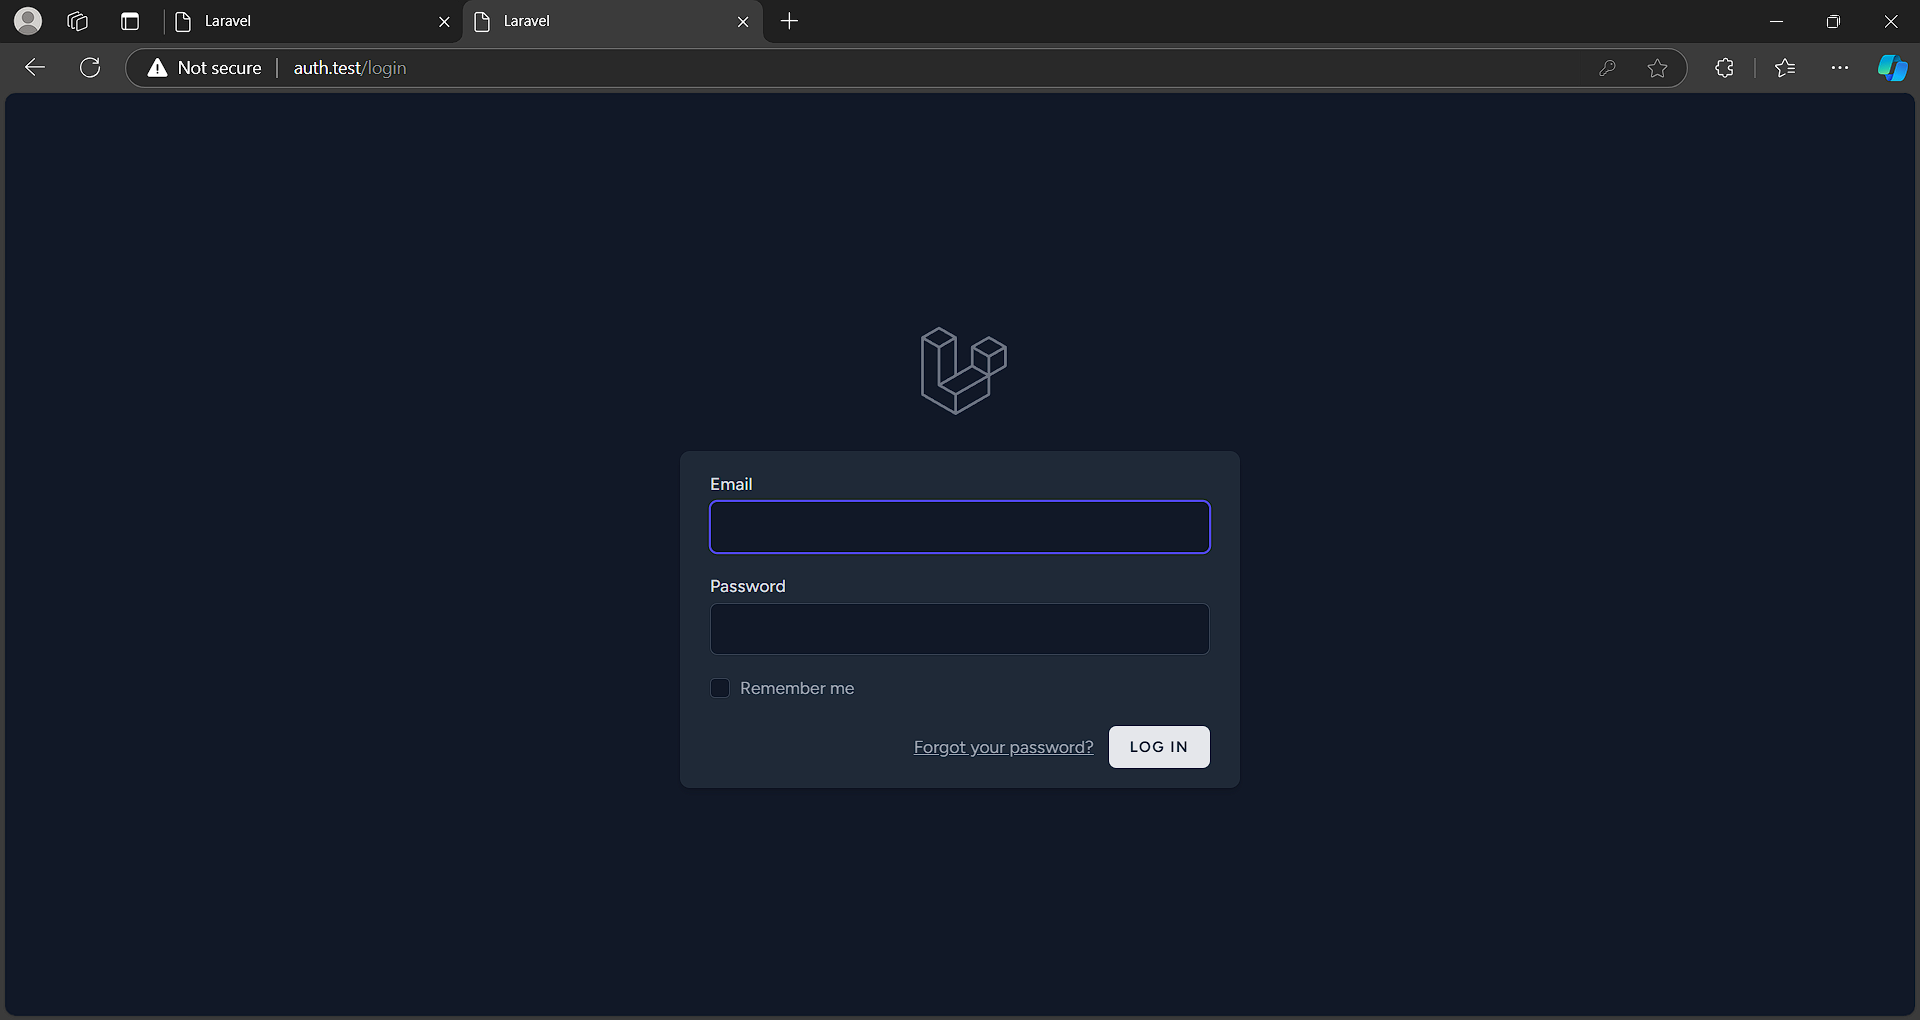 Laravel
Laravel
Not secure
auth.test/login
Email
Password
Remember me
Forgot your password?
LOG IN